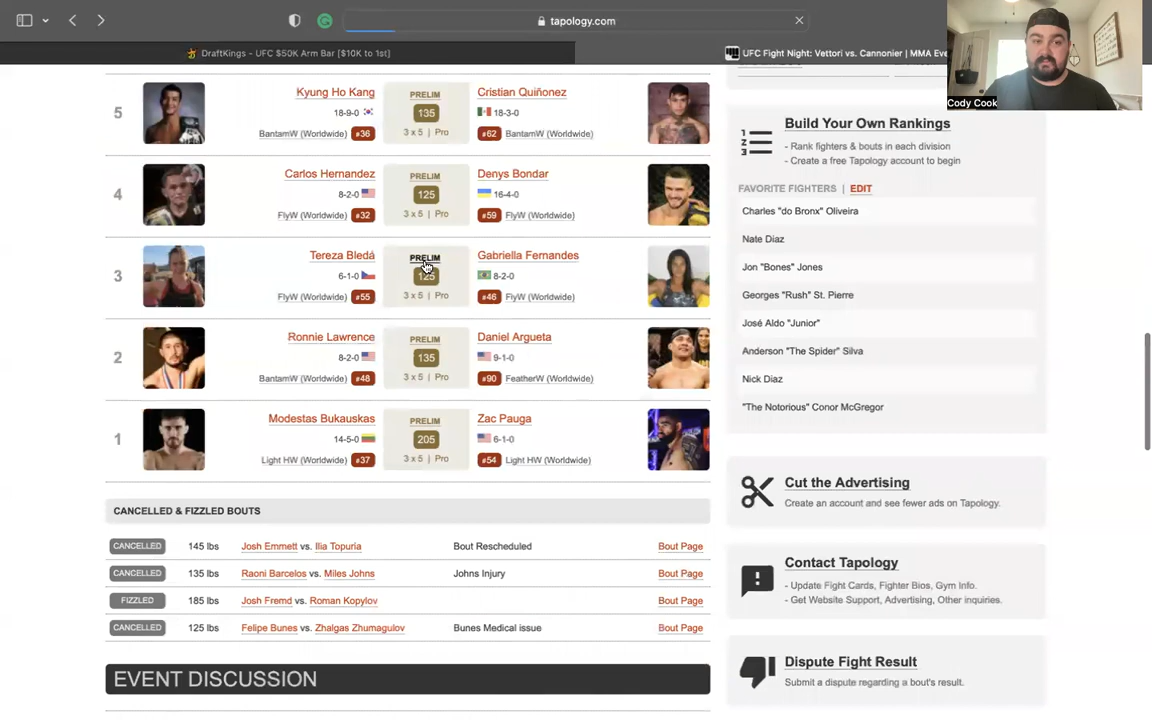 tapology.com
DraftKings - UFC $50K Arm Bar [$10K to 1st]
UFC Fight Night: Vettori vs. Cannonier | MMA Eve
Cody Cook
5
Kyung Ho Kang
18-9-0
BantamW (Worldwide) #36
PRELIM
135
3 x 5 | Pro
Cristian Quiñonez
18-3-0
#62 BantamW (Worldwide)
4
Carlos Hernandez
8-2-0
FlyW (Worldwide) #32
PRELIM
125
3 x 5 | Pro
Denys Bondar
16-4-0
#59 FlyW (Worldwide)
3
Tereza Bledá
6-1-0
FlyW (Worldwide) #55
PRELIM
125
3 x 5 | Pro
Gabriella Fernandes
8-2-0
#46 FlyW (Worldwide)
2
Ronnie Lawrence
8-2-0
BantamW (Worldwide) #48
PRELIM
135
3 x 5 | Pro
Daniel Argueta
9-1-0
#90 FeatherW (Worldwide)
1
Modestas Bukauskas
14-5-0
Light HW (Worldwide) #37
PRELIM
205
3 x 5 | Pro
Zac Pauga
6-1-0
#54 Light HW (Worldwide)
CANCELLED & FIZZLED BOUTS
CANCELLED 145 lbs Josh Emmett vs. Ilia Topuria Bout Rescheduled Bout Page
CANCELLED 135 lbs Raoni Barcelos vs. Miles Johns Johns Injury Bout Page
FIZZLED 185 lbs Josh Fremd vs. Roman Kopylov Bout Page
CANCELLED 125 lbs Felipe Bunes vs. Zhalgas Zhumagulov Bunes Medical issue Bout Page
EVENT DISCUSSION
Build Your Own Rankings
- Rank fighters & bouts in each division
- Create a free Tapology account to begin
FAVORITE FIGHTERS | EDIT
Charles "do Bronx" Oliveira
Nate Diaz
Jon "Bones" Jones
Georges "Rush" St. Pierre
José Aldo "Junior"
Anderson "The Spider" Silva
Nick Diaz
"The Notorious" Conor McGregor
Cut the Advertising
Create an account and see fewer ads on Tapology.
Contact Tapology
- Update Fight Cards, Fighter Bios, Gym Info.
- Get Website Support, Advertising, Other inquiries.
Dispute Fight Result
Submit a dispute regarding a bout's result.